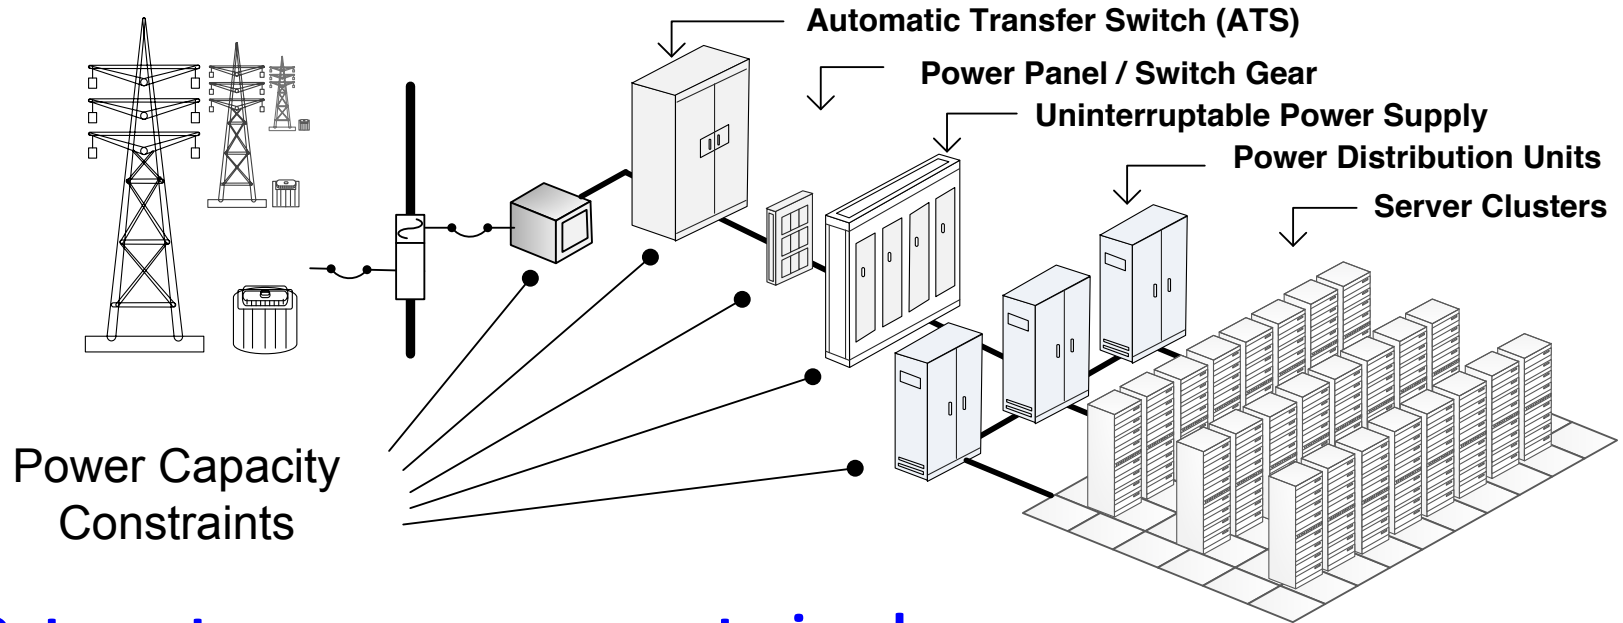 Automatic Transfer Switch (ATS)
Power Panel / Switch Gear
Uninterruptable Power Supply
Power Distribution Units
Server Clusters
Power Capacity
Constraints